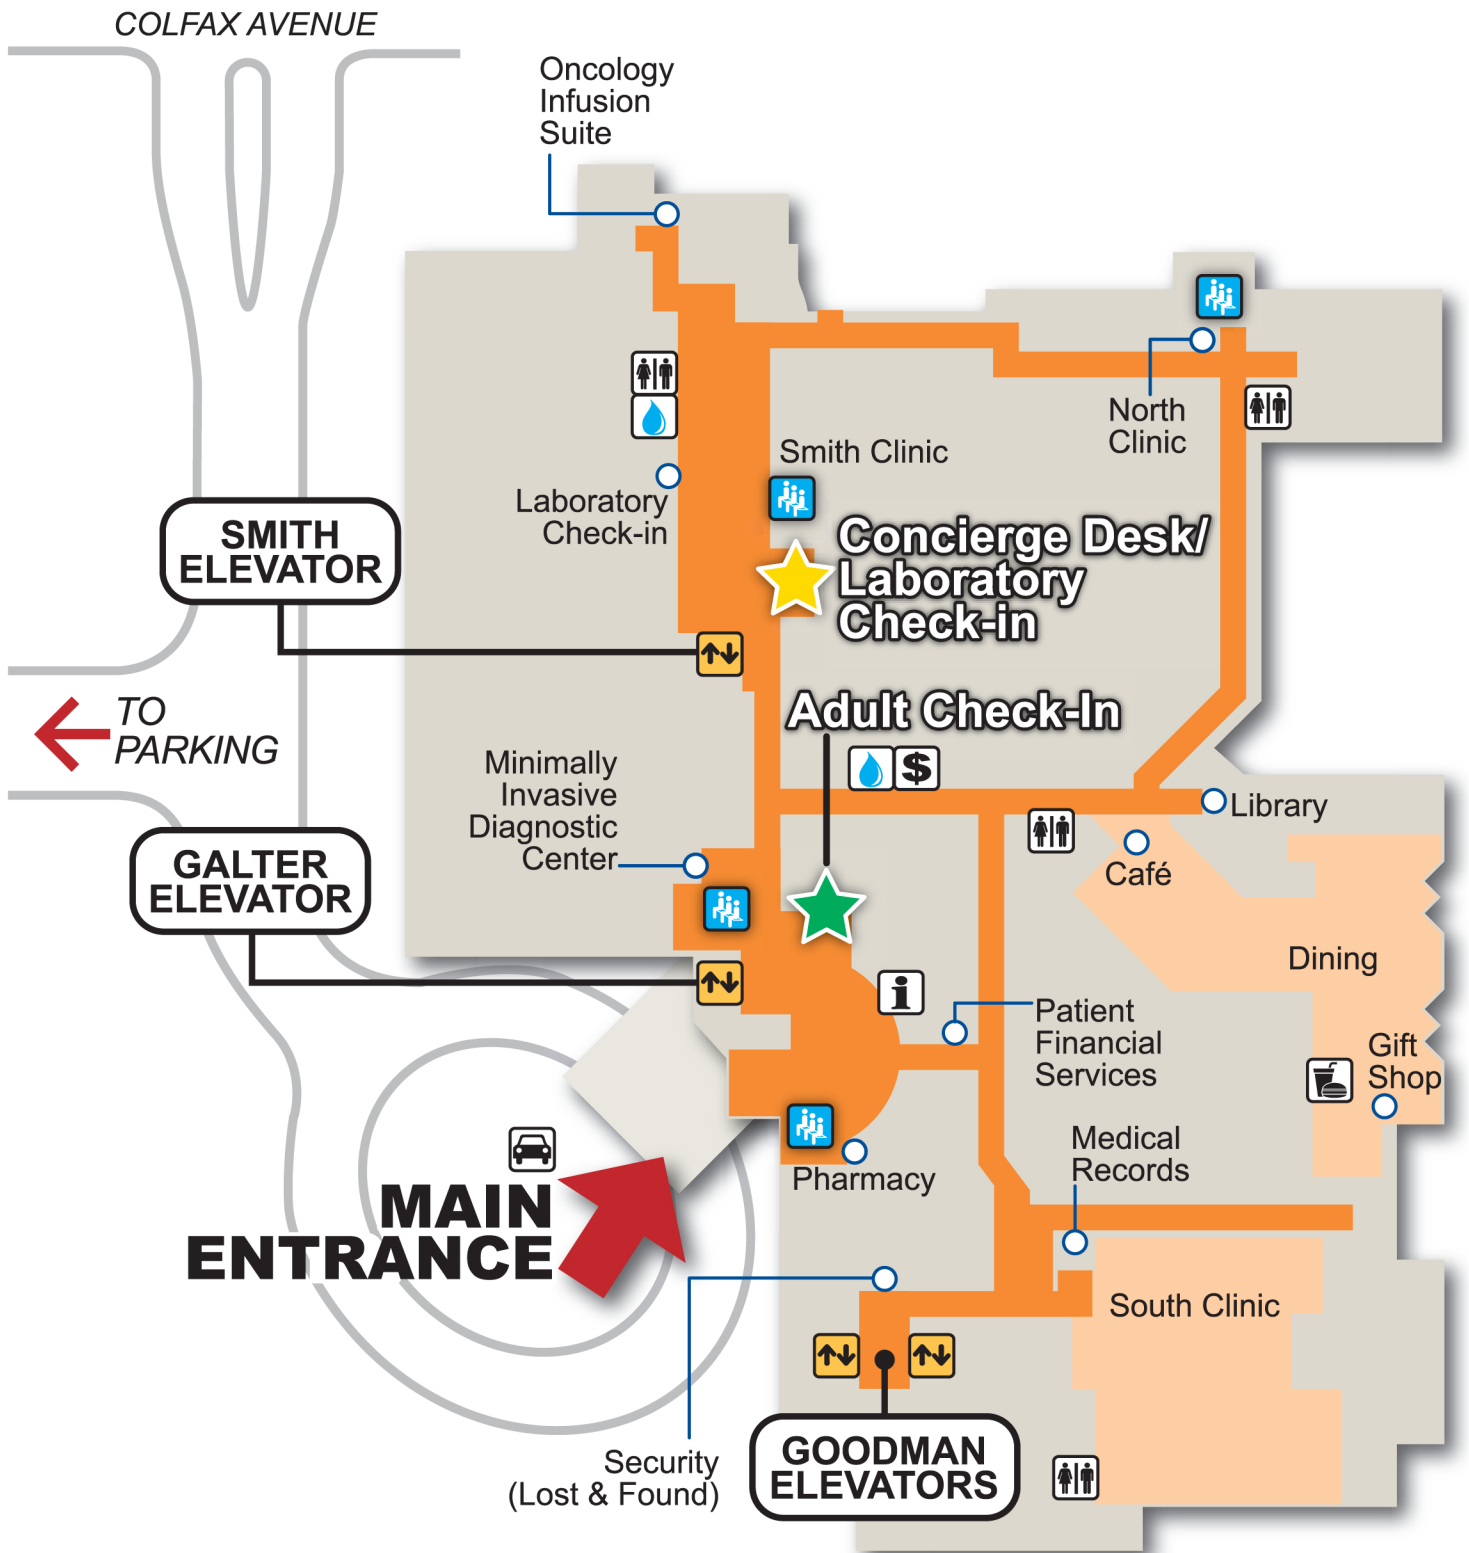 COLFAX AVENUE
Oncology
Infusion
Suite
North
Clinic
Smith Clinic
Laboratory
Check-in
SMITH
ELEVATOR
Concierge Desk/
Laboratory
Check-in
TO
PARKING
Adult Check-In
$
Minimally
Invasive
Diagnostic
Center
Library
GALTER
ELEVATOR
Café
Dining
i
Patient
Financial
Services
Gift
Shop
Medical
Records
Pharmacy
MAIN
ENTRANCE
South Clinic
Security
(Lost & Found)
GOODMAN
ELEVATORS